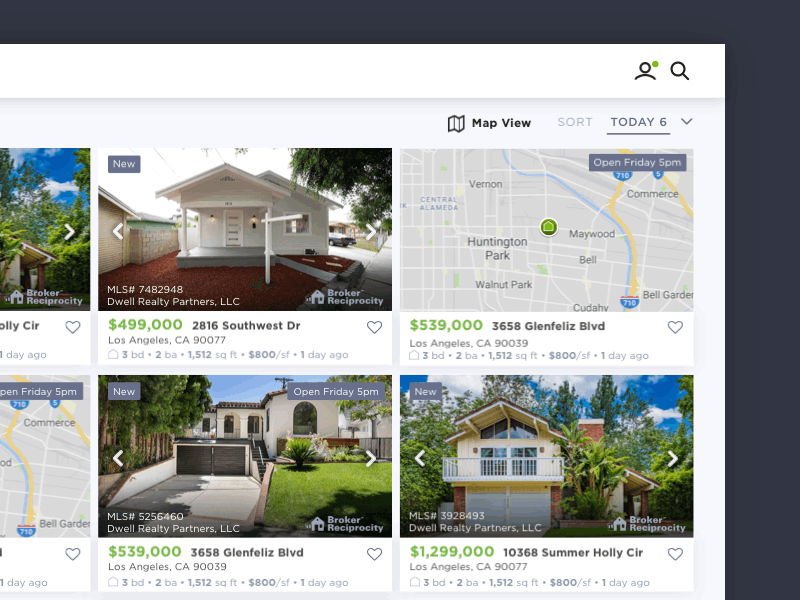 Map View
SORT
TODAY 6
New
Open Friday 5pm
Vernon
CENTRAL
ALAMEDA
710
5
Commerce
Huntington
Park
Maywood
Bell
Walnut Park
Bell Garden
710
Cudahy
Broker
Reciprocity
MLS# 7482948
Dwell Realty Partners, LLC
Broker
Reciprocity
olly Cir
1 day ago
$499,000 2816 Southwest Dr
Los Angeles, CA 90077
3 bd • 2 ba • 1,512 sq ft • $800/sf • 1 day ago
$539,000 3658 Glenfeliz Blvd
Los Angeles, CA 90039
3 bd • 2 ba • 1,512 sq ft • $800/sf • 1 day ago
pen Friday 5pm
710
5
Commerce
od
Bell Garden
710
New
Open Friday 5pm
MLS# 5256460
Dwell Realty Partners, LLC
Broker
Reciprocity
New
MLS# 3928493
Dwell Realty Partners, LLC
Broker
Reciprocity
d
1 day ago
$539,000 3658 Glenfeliz Blvd
Los Angeles, CA 90039
3 bd • 2 ba • 1,512 sq ft • $800/sf • 1 day ago
$1,299,000 10368 Summer Holly Cir
Los Angeles, CA 90077
3 bd • 2 ba • 1,512 sq ft • $800/sf • 1 day ago